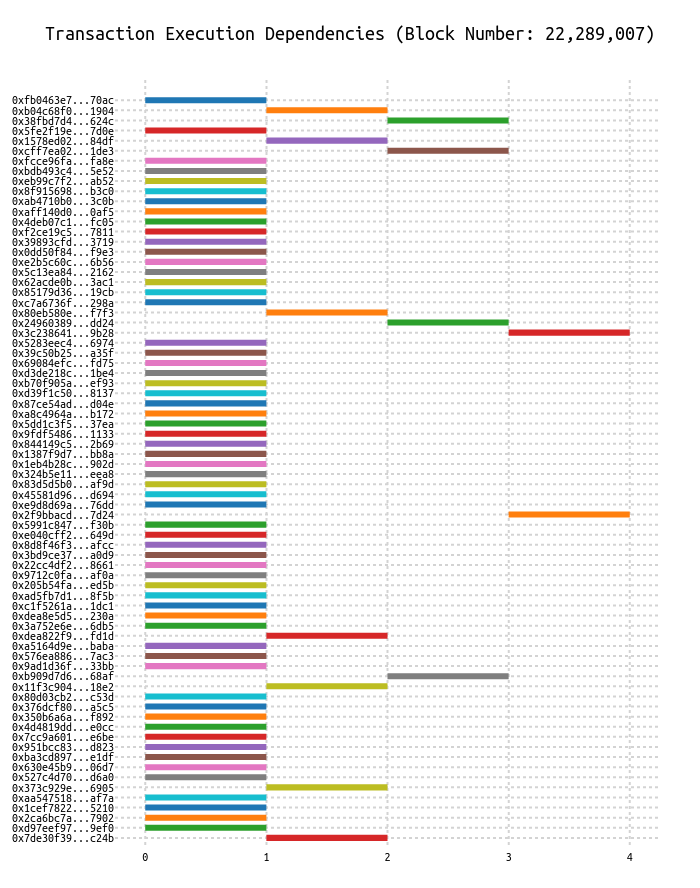 Transaction Execution Dependencies (Block Number: 22,289,007)
0xfb0463e7...70ac
0xb04c68f0...1904
0x38fbd7d4...624c
0x5fe2f19e...7d0e
0x1578ed02...84df
0xcff7ea02...1de3
0xfcce96fa...fa8e
0xbdb493c4...5e52
0xeb99c7f2...ab52
0x8f915698...b3c0
0xab4710b0...3c0b
0xaff140d0...0af5
0x4deb07c1...fc05
0xf2ce19c5...7811
0x39893cfd...3719
0x0dd50f84...f9e3
0xe2b5c60c...6b56
0x5c13ea84...2162
0x62acde0b...3ac1
0x85179d36...19cb
0xc7a6736f...298a
0x80eb580e...f7f3
0x24960389...dd24
0x3c238641...9b28
0x5283eec4...6974
0x39c50b25...a35f
0x69084efc...fd75
0xd3de218c...1be4
0xb70f905a...ef93
0xd39f1c50...8137
0x87ce54ad...d04e
0xa8c4964a...b172
0x5dd1c3f5...37ea
0x9fdf5486...1133
0x844149c5...2b69
0x1387f9d7...bb8a
0x1eb4b28c...902d
0x324b5e11...eea8
0x83d5d5b0...af9d
0x45581d96...d694
0xe9d8d69a...76dd
0x2f9bbacd...7d24
0x5991c847...f30b
0xe040cff2...649d
0x8d8f46f3...afcc
0x3bd9ce37...a0d9
0x22cc4df2...8661
0x9712c0fa...af0a
0x205b54fa...ed5b
0xad5fb7d1...8f5b
0xc1f5261a...1dc1
0xdea8e5d5...230a
0x3a752e6e...6db5
0xdea822f9...fd1d
0xa5164d9e...baba
0x576ea886...7ac3
0x9ad1d36f...33bb
0xb909d7d6...68af
0x11f3c904...18e2
0x80d03cb2...c53d
0x376dcf80...a5c5
0x350b6a6a...f892
0x4d4819dd...e0cc
0x7cc9a601...e6be
0x951bcc83...d823
0xba3cd897...e1df
0x630e45b9...06d7
0x527c4d70...d6a0
0x373c929e...6905
0xaa547518...af7a
0x1cef7822...5210
0x2ca6bc7a...7902
0xd97eef97...9ef0
0x7de30f39...c24b
0 1 2 3 4